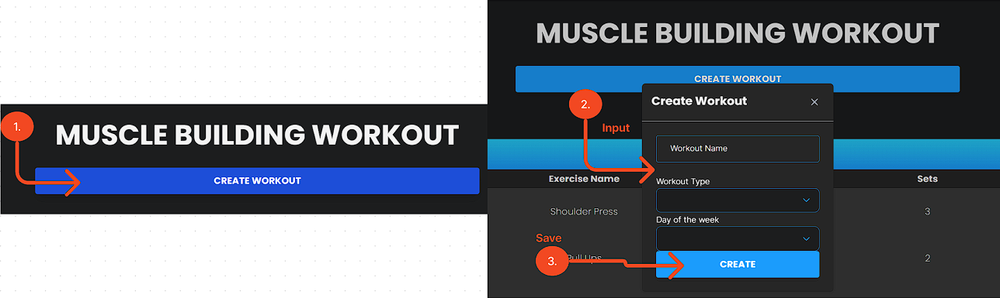 1.
MUSCLE BUILDING WORKOUT
CREATE WORKOUT
MUSCLE BUILDING WORKOUT
CREATE WORKOUT
2.
Create Workout
Input
Workout Name
Exercise Name
Sets
Workout Type
Shoulder Press
3
Day of the week
Save
3.
Pull Ups
2
CREATE